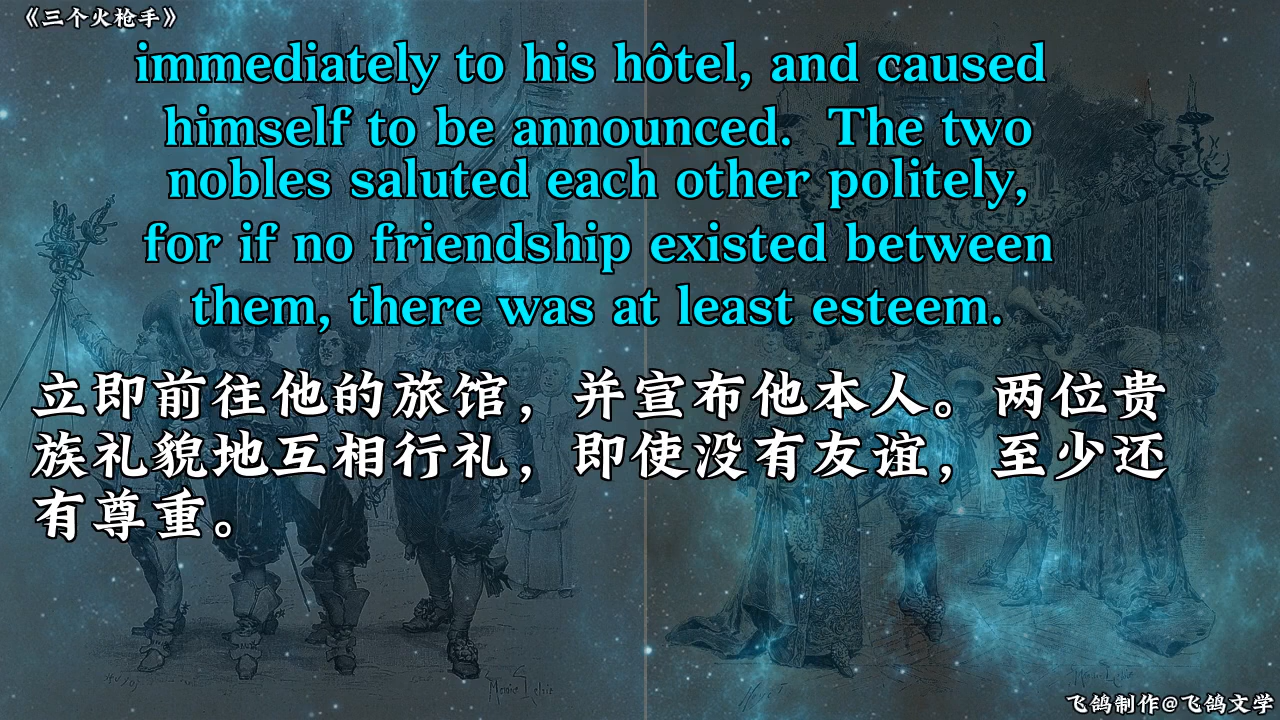 《三个火枪手》
immediately to his hôtel, and caused
himself to be announced.  The two
nobles saluted each other politely,
for if no friendship existed between
them, there was at least esteem.
立即前往他的旅馆，并宣布他本人。两位贵
族礼貌地互相行礼，即使没有友谊，至少还
有尊重。
飞鸽制作@飞鸽文学